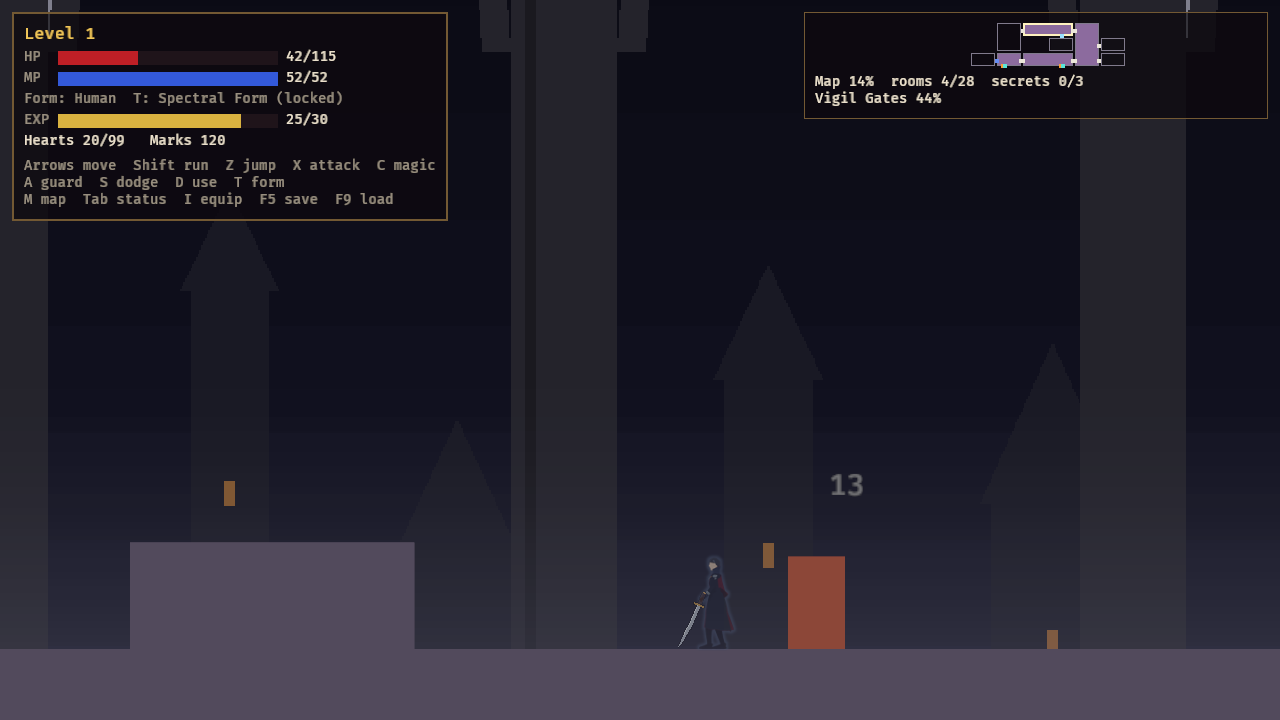 Level 1
HP 42/115
MP 52/52
Form: Human T: Spectral Form (locked)
EXP 25/30
Hearts 20/99 Marks 120
Arrows move Shift run Z jump X attack C magic
A guard S dodge D use T form
M map Tab status I equip F5 save F9 load
Map 14% rooms 4/28 secrets 0/3
Vigil Gates 44%
13